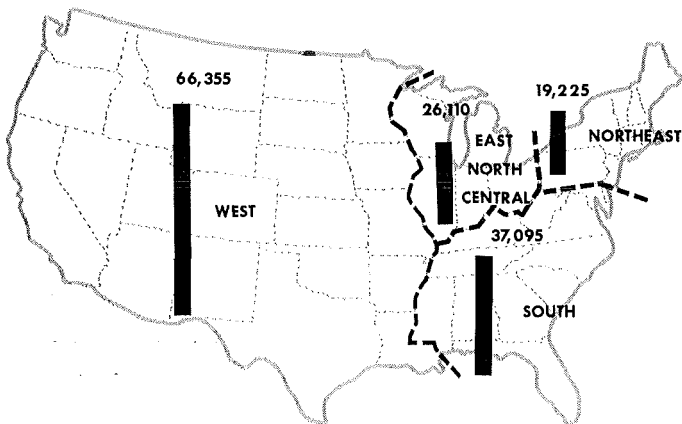 66,355
19,225
26,110
EAST
NORTHEAST
NORTH
CENTRAL
WEST
37,095
SOUTH